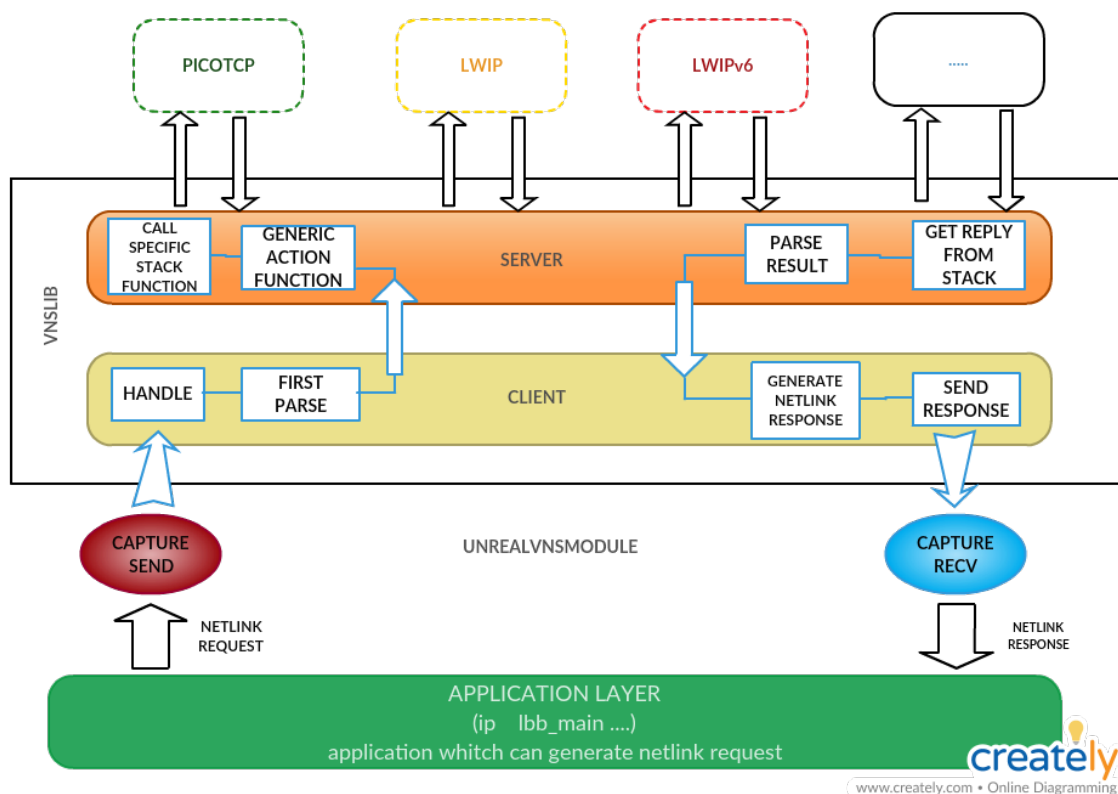 PICOTCP
LWIP
LWIPv6
.....
CALL
SPECIFIC
STACK
FUNCTION
GENERIC
ACTION
FUNCTION
SERVER
PARSE
RESULT
GET REPLY
FROM
STACK
VNSLIB
HANDLE
FIRST
PARSE
CLIENT
GENERATE
NETLINK
RESPONSE
SEND
RESPONSE
CAPTURE
SEND
UNREALVNSMODULE
CAPTURE
RECV
NETLINK
REQUEST
NETLINK
RESPONSE
APPLICATION LAYER
(ip lbb_main ....)
application whitch can generate netlink request
creately
www.creately.com • Online Diagramming